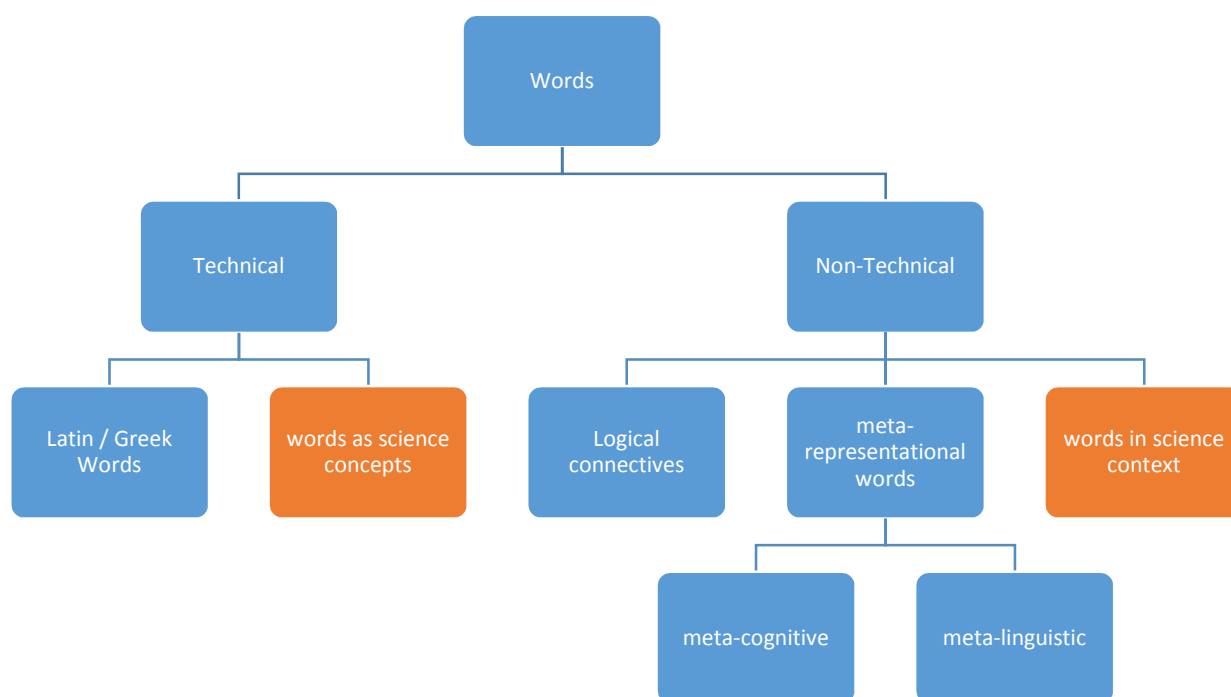 Words
Technical
Non-Technical
Latin / Greek
Words
words as science
concepts
Logical
connectives
meta-
representational
words
words in science
context
meta-cognitive
meta-linguistic